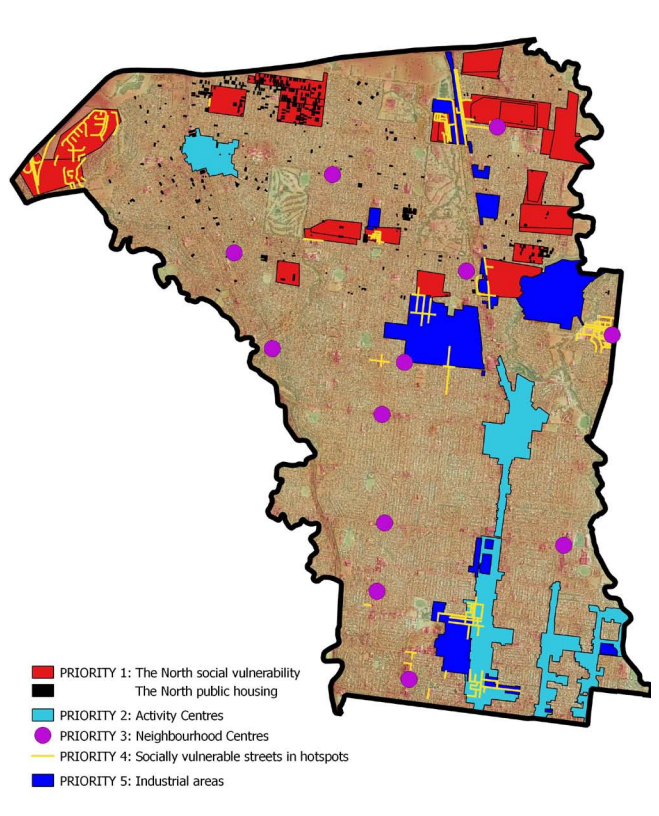 PRIORITY 1: The North social vulnerability
The North public housing
PRIORITY 2: Activity Centres
PRIORITY 3: Neighbourhood Centres
PRIORITY 4: Socially vulnerable streets in hotspots
PRIORITY 5: Industrial areas